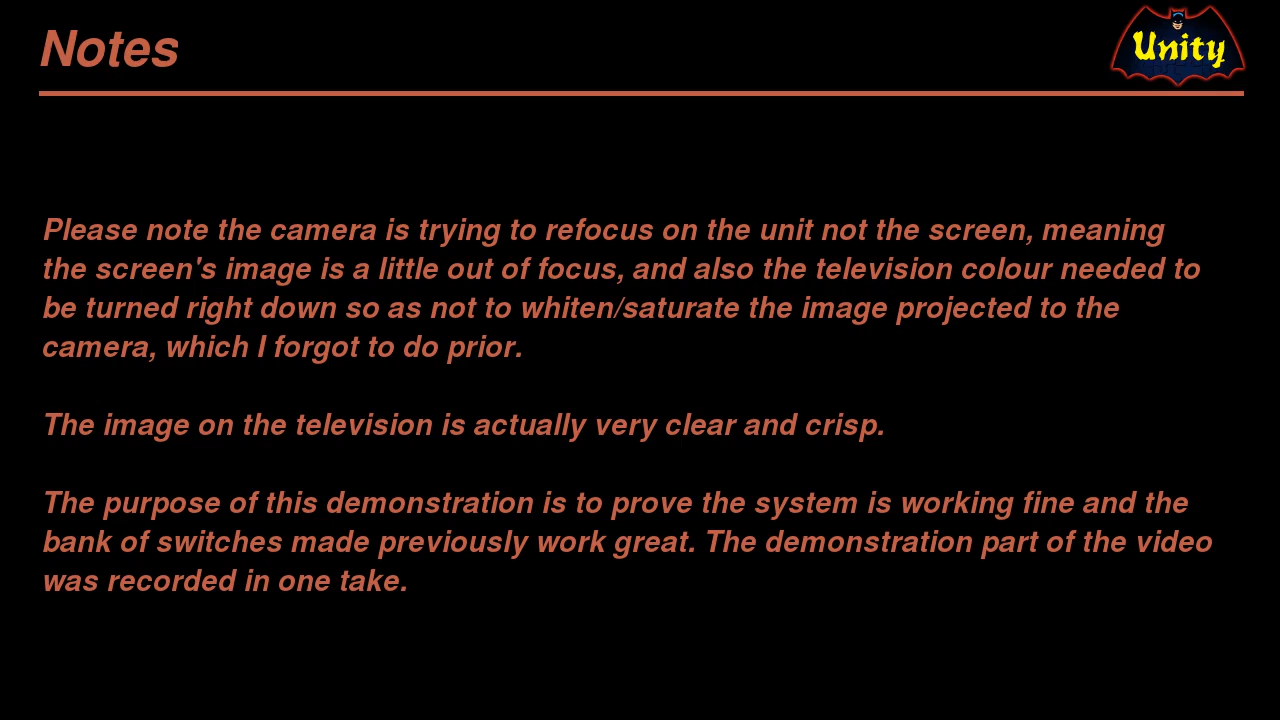 Notes
Unity
Please note the camera is trying to refocus on the unit not the screen, meaning
the screen's image is a little out of focus, and also the television colour needed to
be turned right down so as not to whiten/saturate the image projected to the
camera, which I forgot to do prior.
The image on the television is actually very clear and crisp.
The purpose of this demonstration is to prove the system is working fine and the
bank of switches made previously work great. The demonstration part of the video
was recorded in one take.